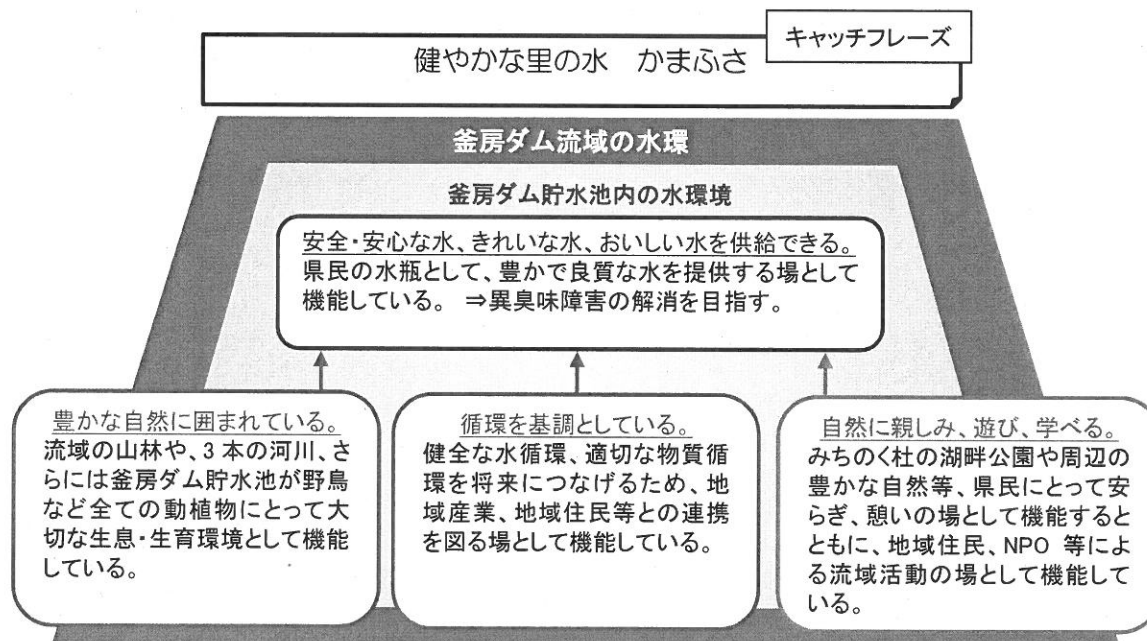 キャッチフレーズ
健やかな里の水 かまふさ
釜房ダム流域の水環
釜房ダム貯水池内の水環境
安全・安心な水、きれいな水、おいしい水を供給できる。
県民の水瓶として、豊かで良質な水を提供する場として
機能している。 ⇒異臭味障害の解消を目指す。
豊かな自然に囲まれている。
流域の山林や、3本の河川、さ
らには釜房ダム貯水池が野鳥
など全ての動植物にとって大
切な生息・生育環境として機能
している。
循環を基調としている。
健全な水循環、適切な物質循
環を将来につなげるため、地
域産業、地域住民等との連携
を図る場として機能している。
自然に親しみ、遊び、学べる。
みちのく杜の湖畔公園や周辺の
豊かな自然等、県民にとって安
らぎ、憩いの場として機能すると
ともに、地域住民、NPO 等によ
る流域活動の場として機能して
いる。